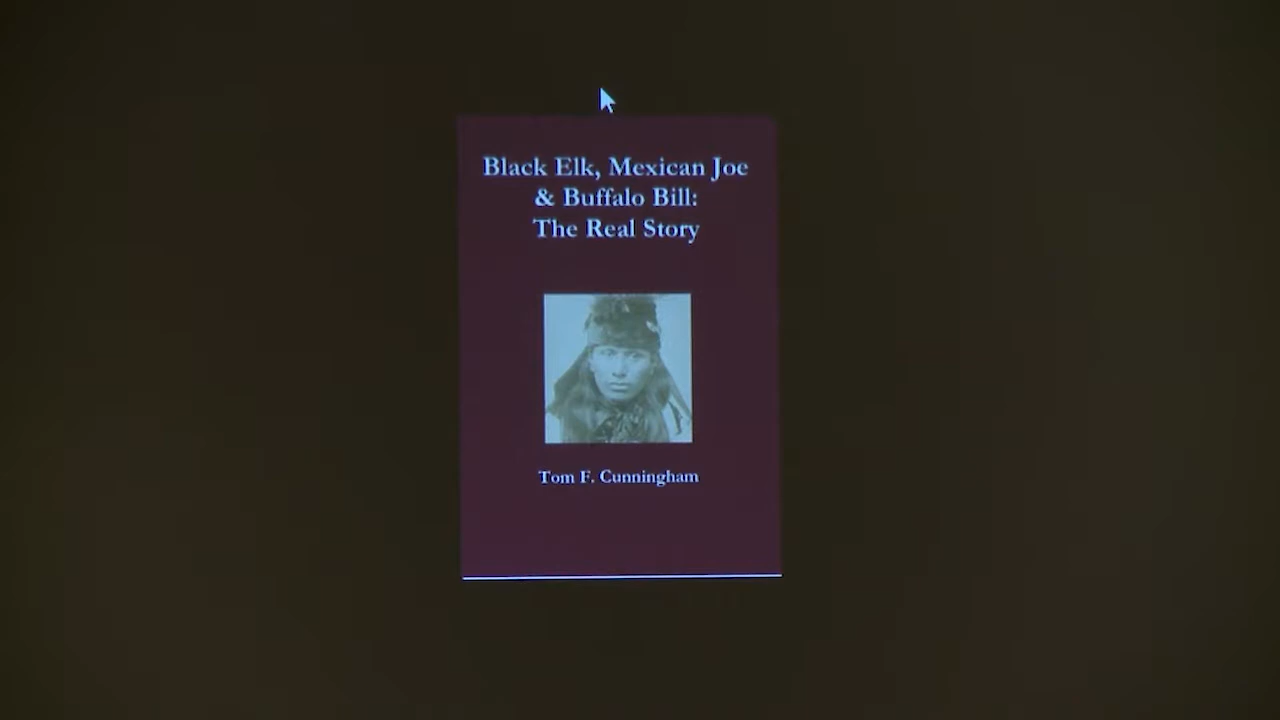 Black Elk, Mexican Joe
& Buffalo Bill:
The Real Story
Tom F. Cunningham